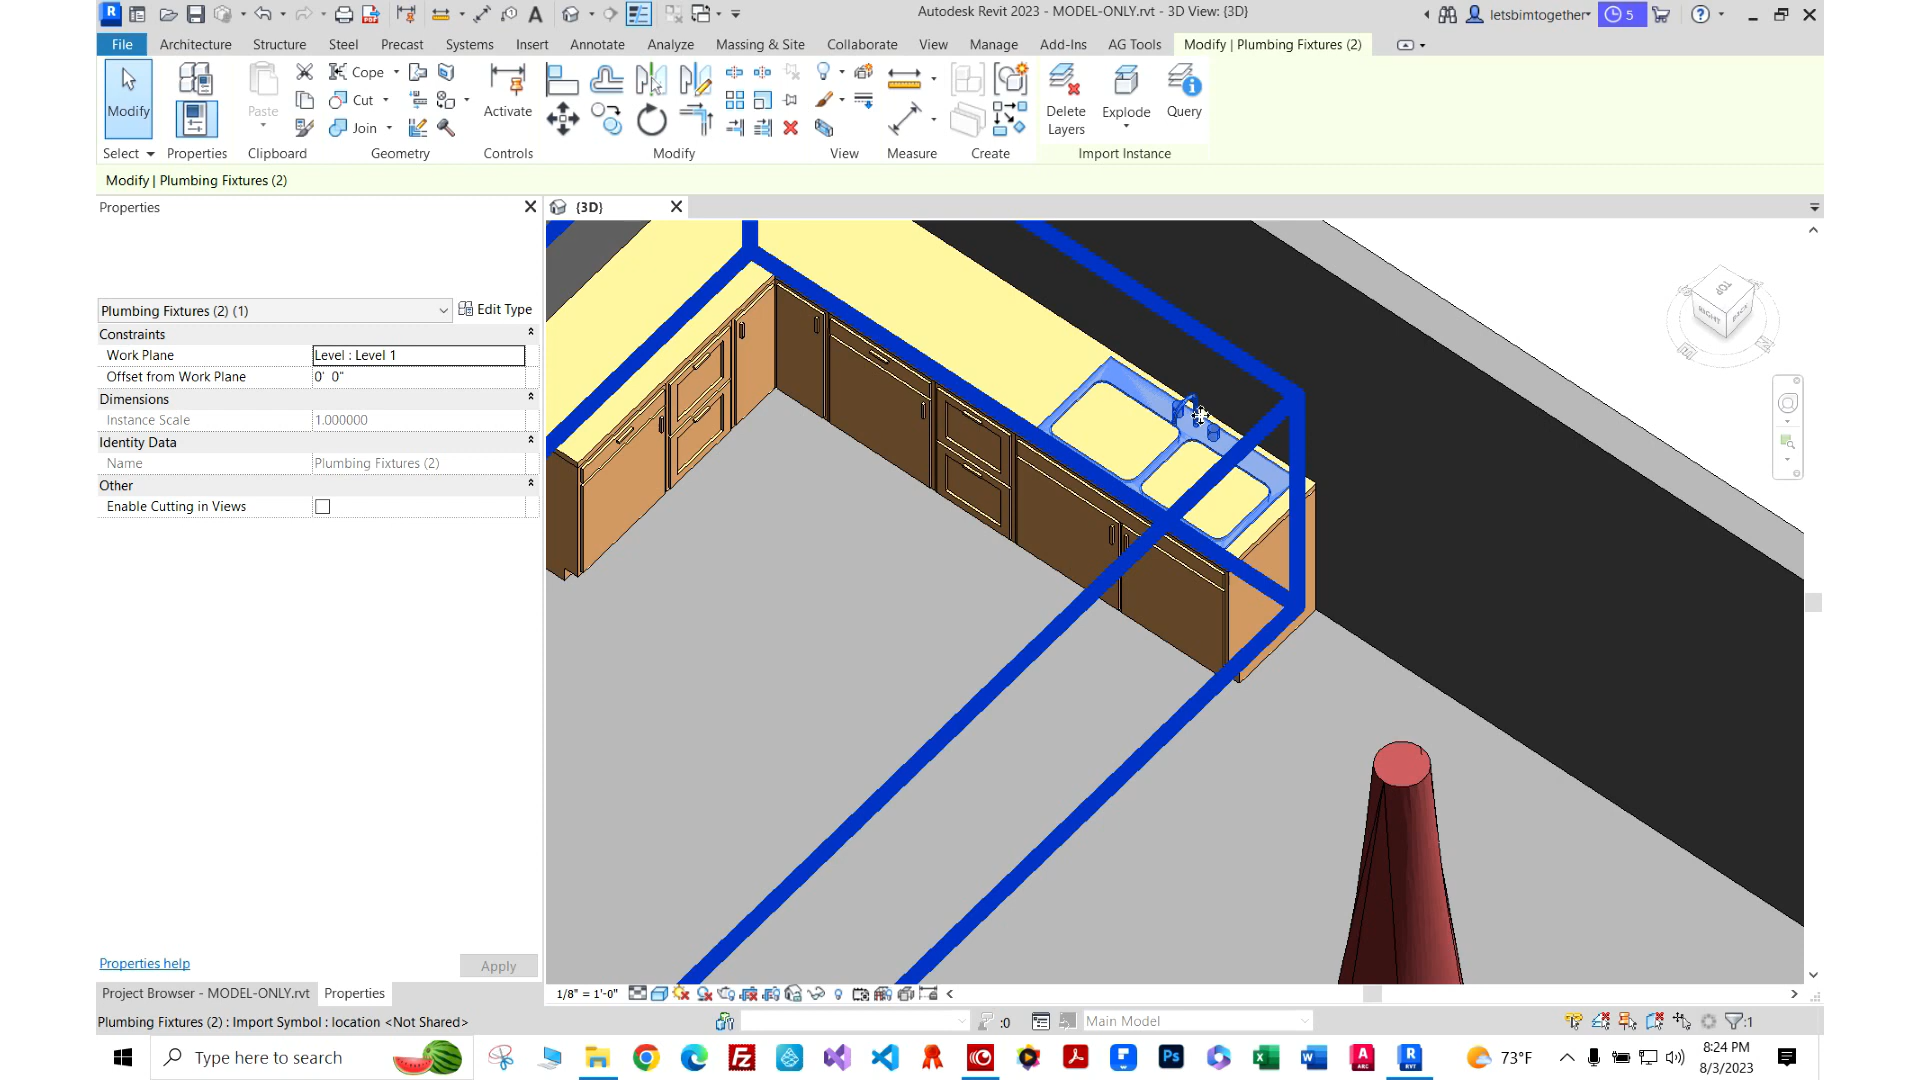 Autodesk Revit 2023 - MODEL-ONLY.rvt - 3D View: {3D}
letsbimtogether
5
File Architecture Structure Steel Precast Systems Insert Annotate Analyze Massing & Site Collaborate View Manage Add-Ins AG Tools Modify | Plumbing Fixtures (2)
Modify
Paste
Cope
Cut
Join
Activate
Delete Layers
Explode
Query
Select Properties Clipboard Geometry Controls Modify View Measure Create Import Instance
Modify | Plumbing Fixtures (2)
Properties
{3D}
Plumbing Fixtures (2) (1)
Edit Type
Constraints
Work Plane Level : Level 1
Offset from Work Plane 0' 0"
Dimensions
Instance Scale 1.000000
Identity Data
Name Plumbing Fixtures (2)
Other
Enable Cutting in Views
TOP
RIGHT
BACK
Properties help
Apply
Project Browser - MODEL-ONLY.rvt Properties
1/8" = 1'-0"
Plumbing Fixtures (2) : Import Symbol : location <Not Shared>
:0
Main Model
:1
Type here to search
73°F
8:24 PM
8/3/2023